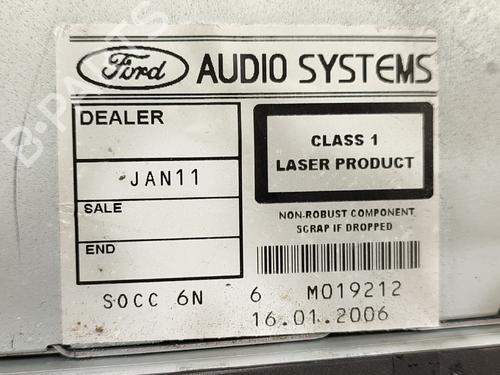 Ford AUDIO SYSTEMS
DEALER
JAN11
SALE
END
CLASS 1
LASER PRODUCT
NON-ROBUST COMPONENT
SCRAP IF DROPPED
SOCC 6N 6 M019212
16.01.2006
B-PARTS